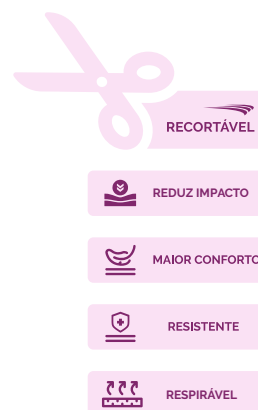 RECORTÁVEL
REDUZ IMPACTO
MAIOR CONFORTO
RESISTENTE
RESPIRÁVEL